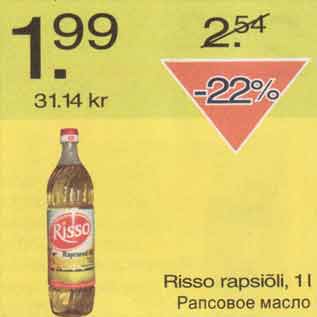 1.99
2.54
31.14 kr
-22%
Risso
Risso rapsiõli, 1 l
Рапсовое масло